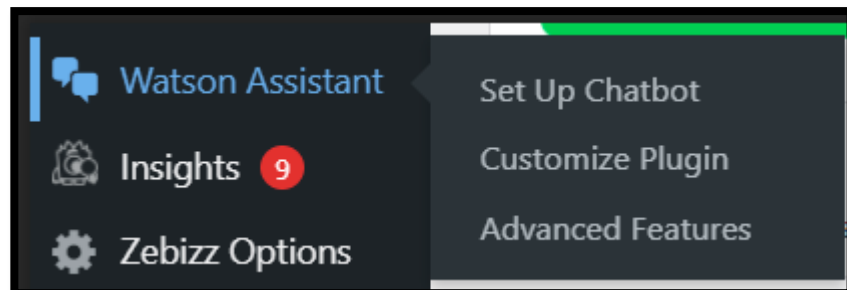 Watson Assistant
Insights 9
Zebizz Options
Set Up Chatbot
Customize Plugin
Advanced Features